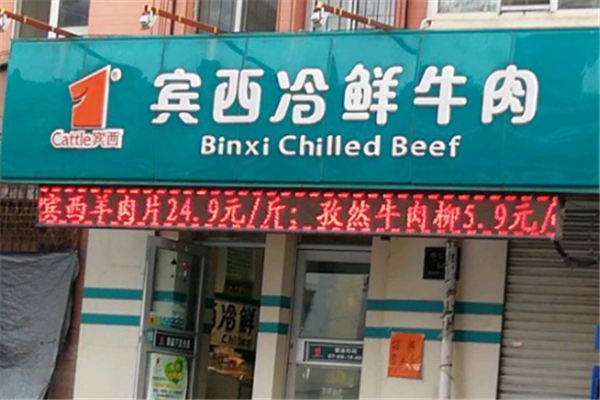 宾西冷鲜牛肉
Cattle宾西
Binxi Chilled Beef
宾西羊肉片24.9元/斤；孜然牛肉柳5.9元/
冷鲜